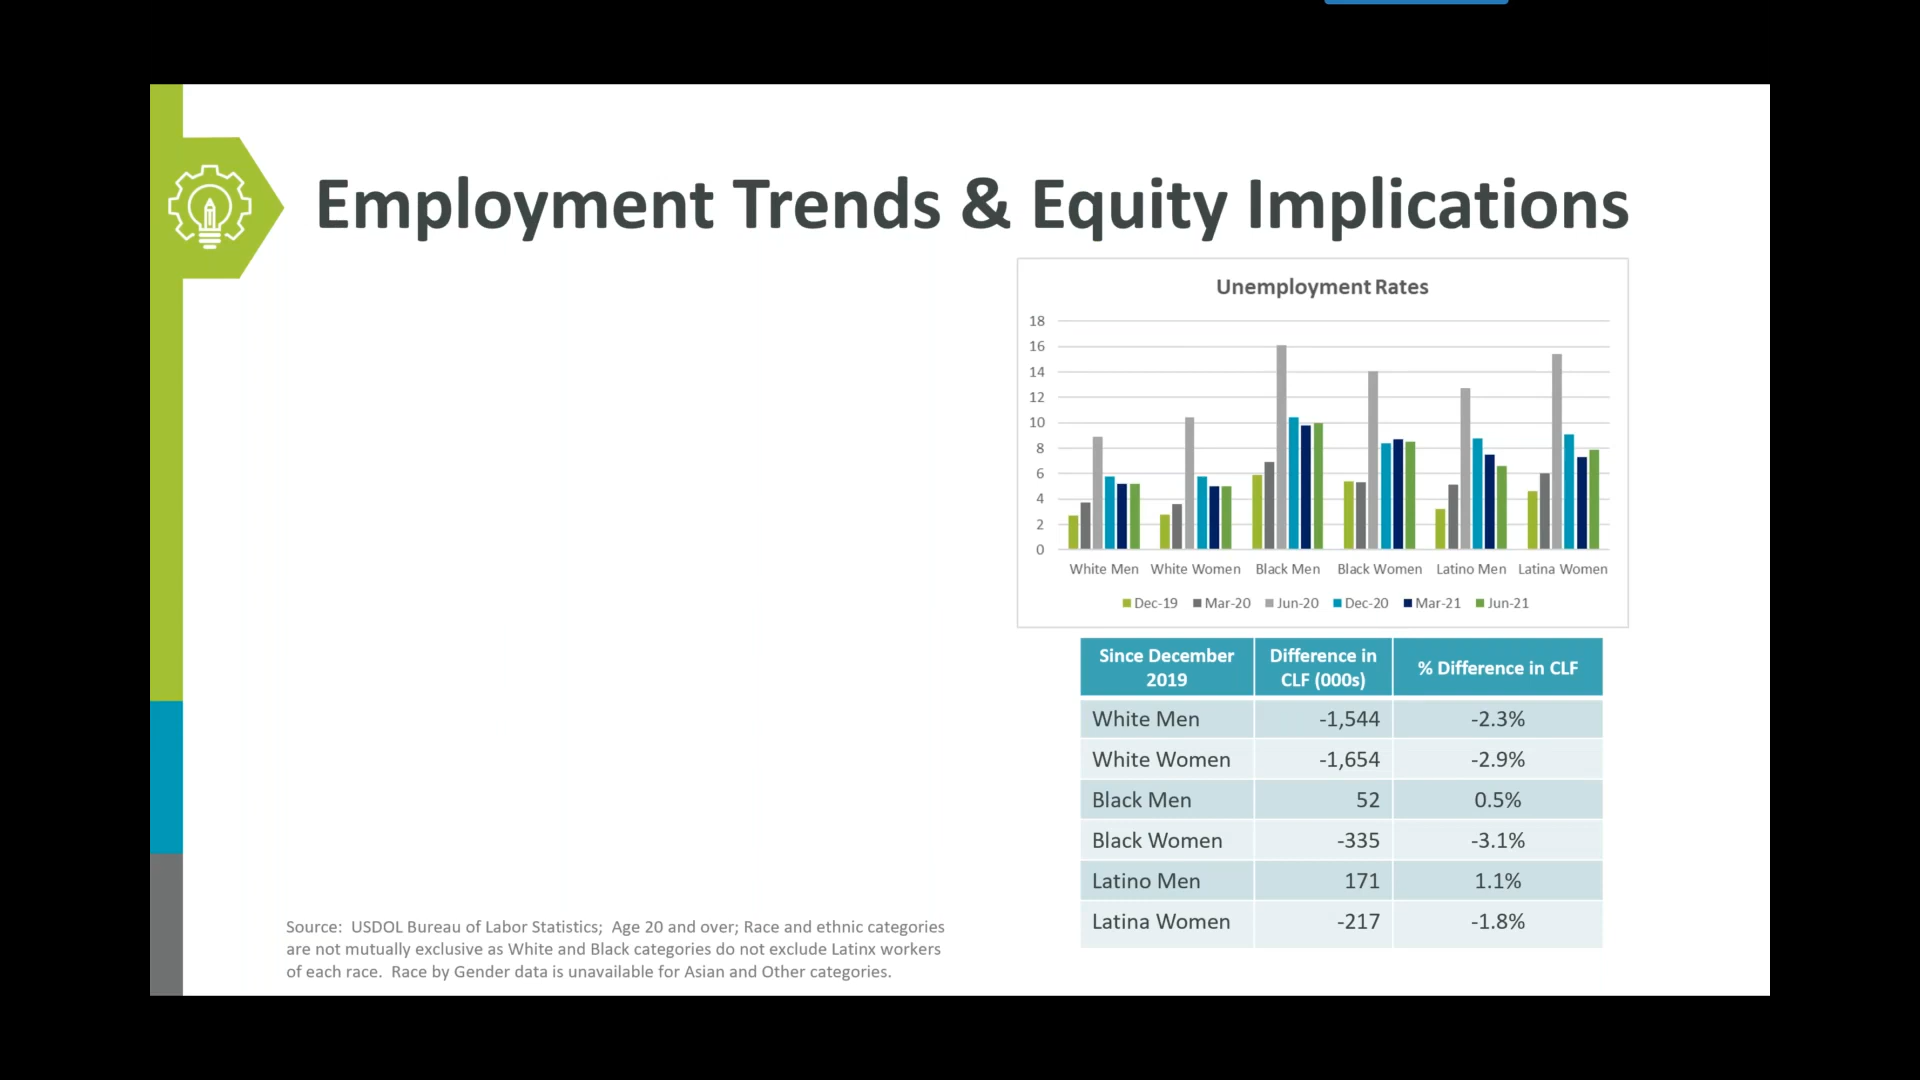 Employment Trends & Equity Implications
Unemployment Rates
18
16
14
12
10
8
6
4
2
0
White Men White Women Black Men Black Women Latino Men Latina Women
Dec-19 Mar-20 Jun-20 Dec-20 Mar-21 Jun-21
Since December 2019 Difference in CLF (000s) % Difference in CLF
White Men -1,544 -2.3%
White Women -1,654 -2.9%
Black Men 52 0.5%
Black Women -335 -3.1%
Latino Men 171 1.1%
Latina Women -217 -1.8%
Source: USDOL Bureau of Labor Statistics; Age 20 and over; Race and ethnic categories
are not mutually exclusive as White and Black categories do not exclude Latinx workers
of each race. Race by Gender data is unavailable for Asian and Other categories.